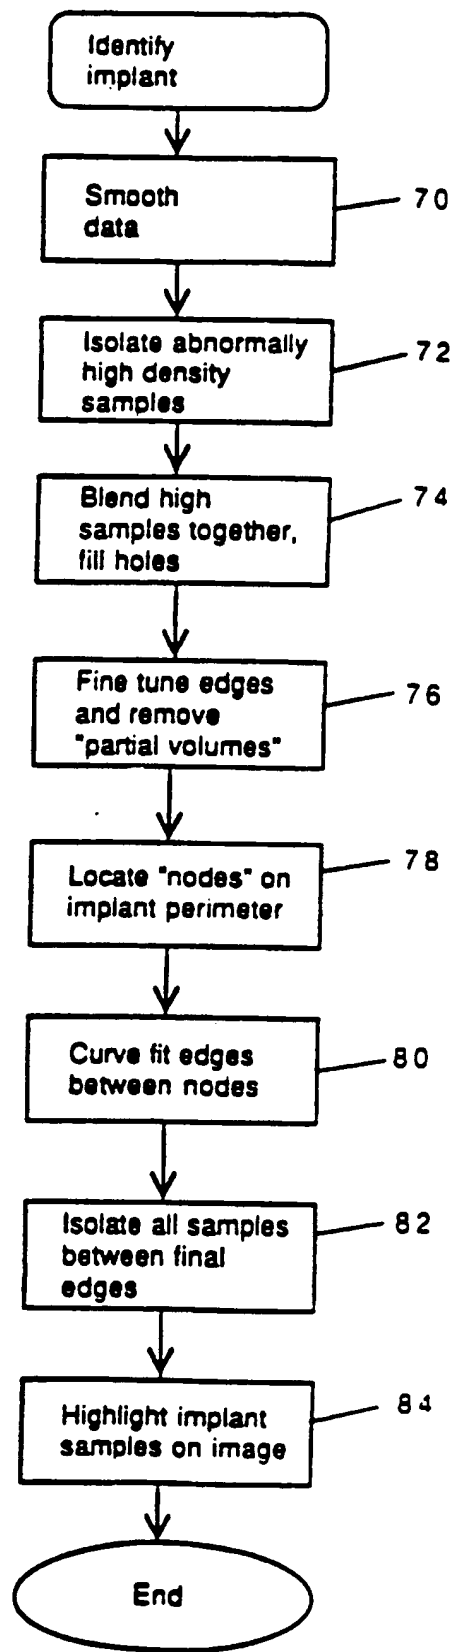 Identify
implant
Smooth
data
70
Isolate abnormally
high density
samples
72
Blend high
samples together,
fill holes
74
Fine tune edges
and remove
"partial volumes"
76
Locate "nodes" on
implant perimeter
78
Curve fit edges
between nodes
80
Isolate all samples
between final
edges
82
Highlight implant
samples on image
84
End